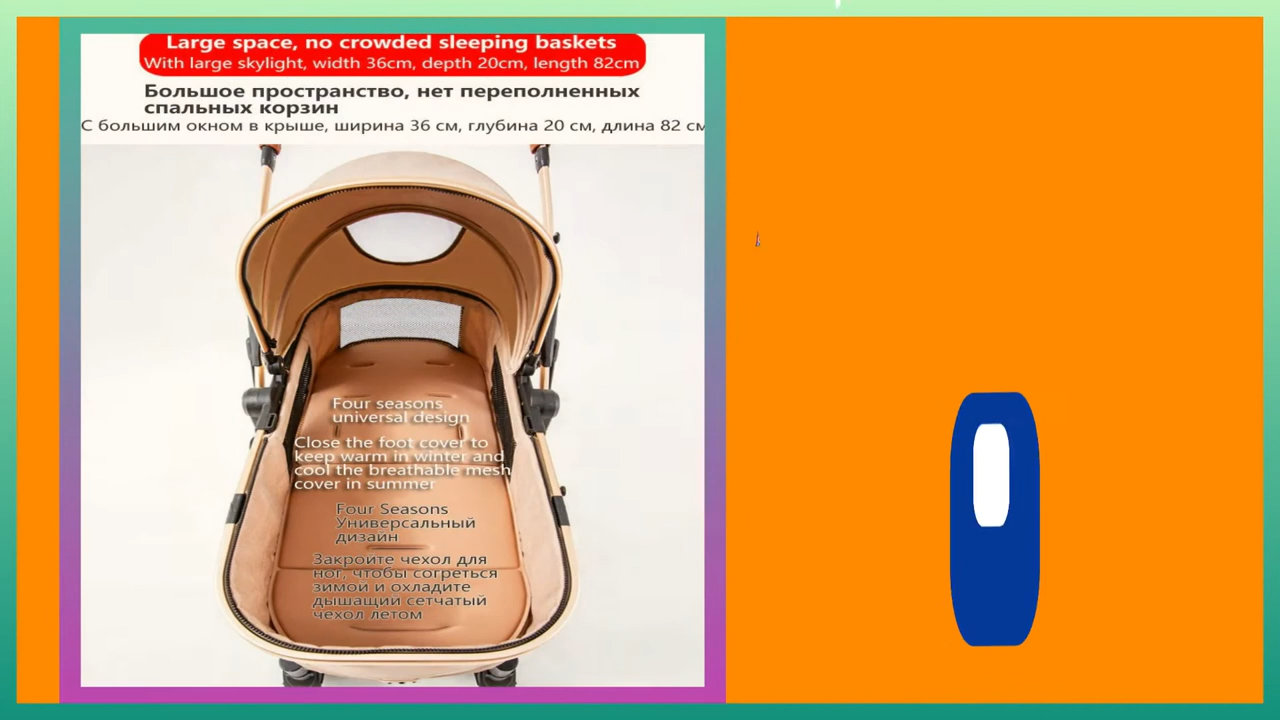 Large space, no crowded sleeping baskets
With large skylight, width 36cm, depth 20cm, length 82cm
Большое пространство, нет переполненных
спальных корзин
С большим окном в крыше, ширина 36 см, глубина 20 см, длина 82 см
Four seasons
universal design
Close the foot cover to
keep warm in winter and
cool the breathable mesh
cover in summer
Four Seasons
Универсальный
дизайн
Закройте чехол для
ног, чтобы согреться
зимой и охладите
дышащий сетчатый
чехол летом